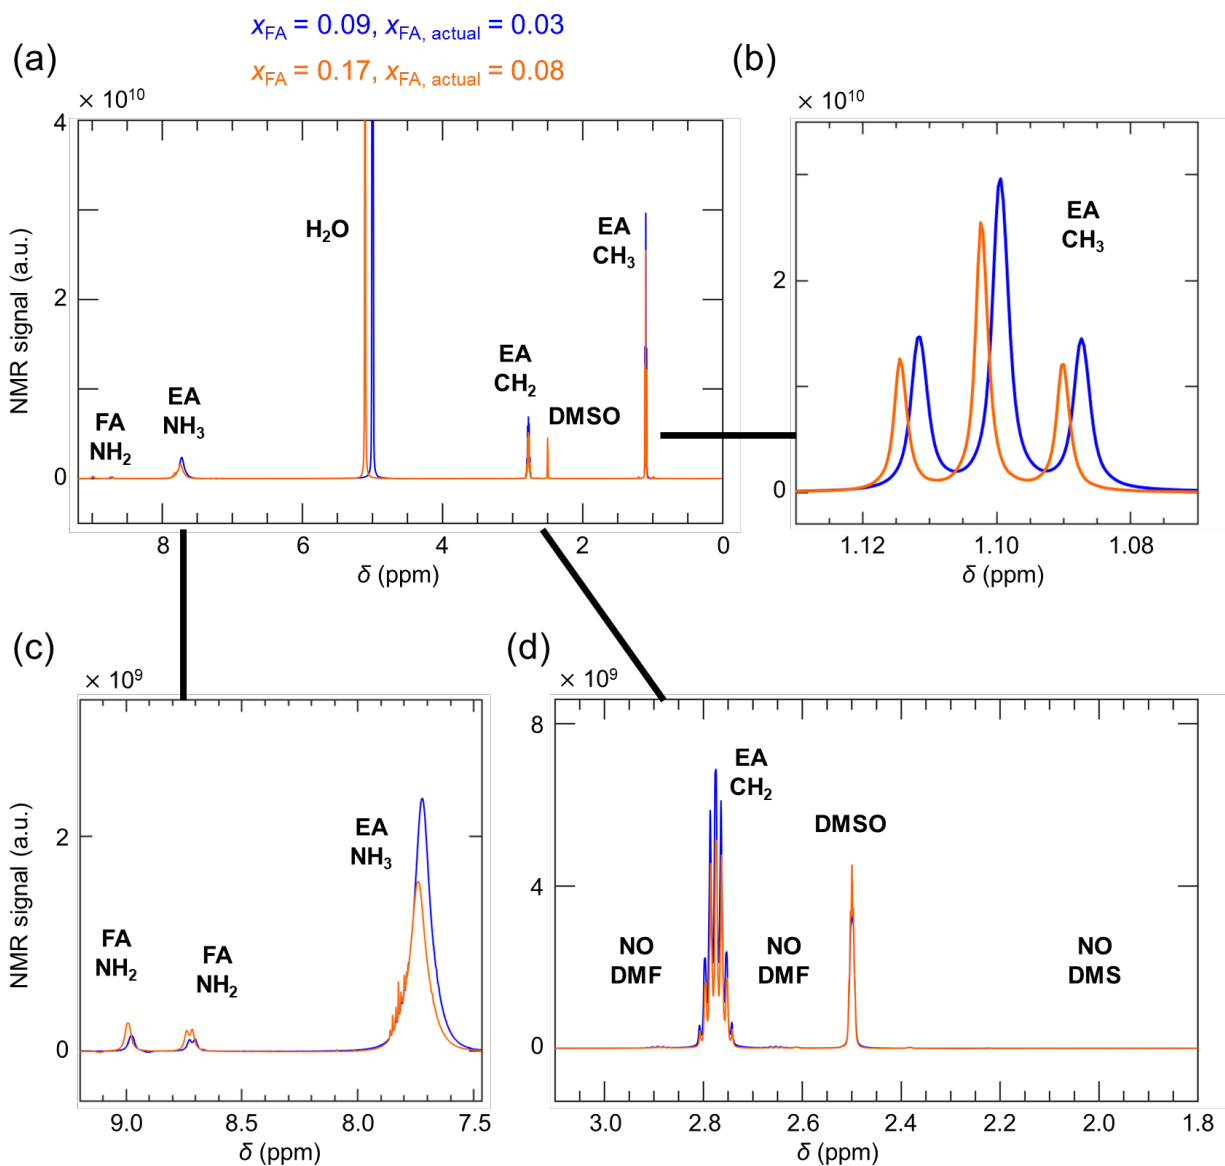 x_FA = 0.09, x_FA, actual = 0.03
x_FA = 0.17, x_FA, actual = 0.08
(a)
× 10^10
4
2
0
NMR signal (a.u.)
FA
NH₂
EA
NH₃
H₂O
EA
CH₂
DMSO
EA
CH₃
8
6
4
2
0
δ (ppm)
(b)
× 10^10
2
0
EA
CH₃
1.12
1.10
1.08
δ (ppm)
(c)
× 10^9
2
0
NMR signal (a.u.)
FA
NH₂
FA
NH₂
EA
NH₃
9.0
8.5
8.0
7.5
δ (ppm)
(d)
× 10^9
8
4
0
NO
DMF
EA
CH₂
NO
DMF
DMSO
NO
DMS
3.0
2.8
2.6
2.4
2.2
2.0
1.8
δ (ppm)